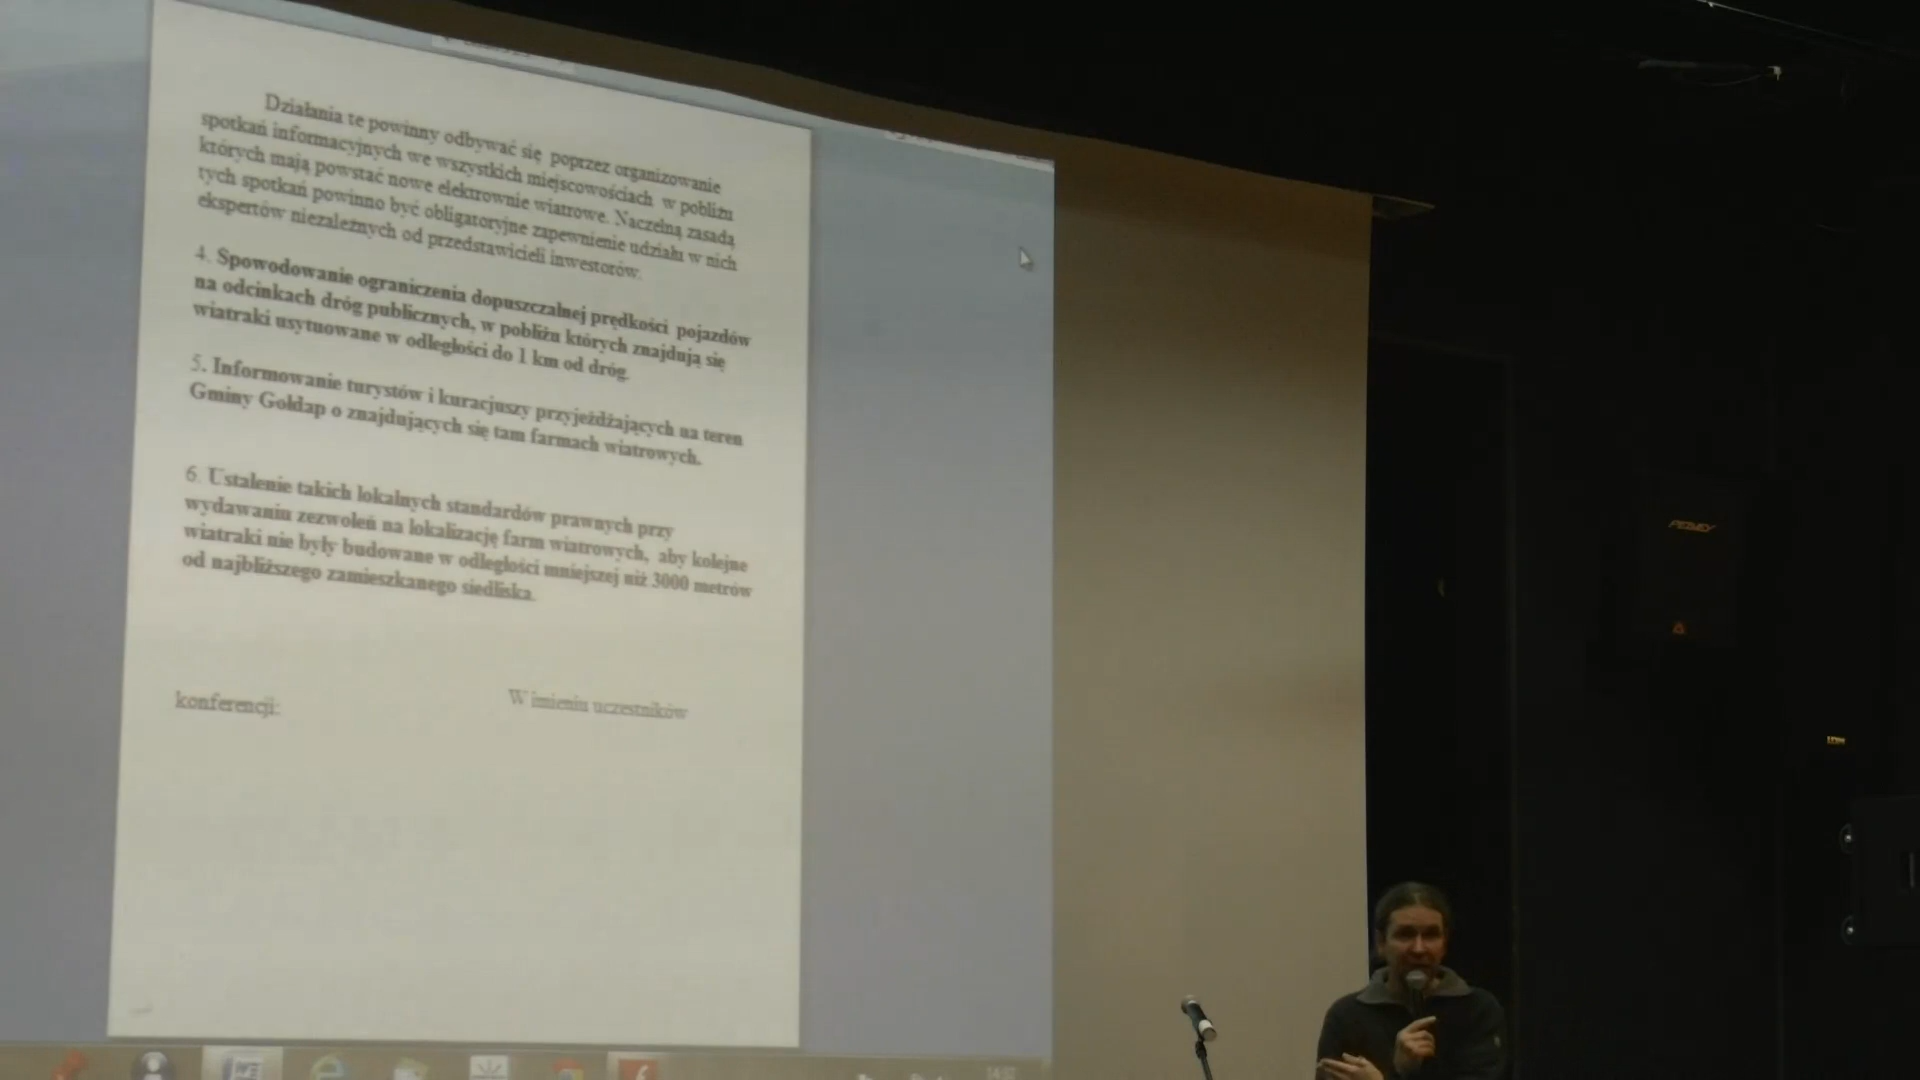 Działania te powinny odbywać się poprzez organizowanie
spotkań informacyjnych we wszystkich miejscowościach w pobliżu
których mają powstać nowe elektrownie wiatrowe. Naczelną zasadą
tych spotkań powinno być obligatoryjne zapewnienie udziału w nich
ekspertów niezależnych od przedstawicieli inwestorów.
4. Spowodowanie ograniczenia dopuszczalnej prędkości pojazdów
na odcinkach dróg publicznych, w pobliżu których znajdują się
wiatraki usytuowane w odległości do 1 km od dróg.
5. Informowanie turystów i kuracjuszy przyjeżdżających na teren
Gminy Gołdap o znajdujących się tam farmach wiatrowych.
6. Ustalenie takich lokalnych standardów prawnych przy
wydawaniu zezwoleń na lokalizację farm wiatrowych, aby kolejne
wiatraki nie były budowane w odległości mniejszej niż 3000 metrów
od najbliższego zamieszkanego siedliska.
W imieniu uczestników
konferencji:
PEAVEY